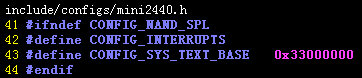 include/configs/mini2440.h
41 #ifndef CONFIG_NAND_SPL
42 #define CONFIG_INTERRUPTS
43 #define CONFIG_SYS_TEXT_BASE   0x33000000
44 #endif